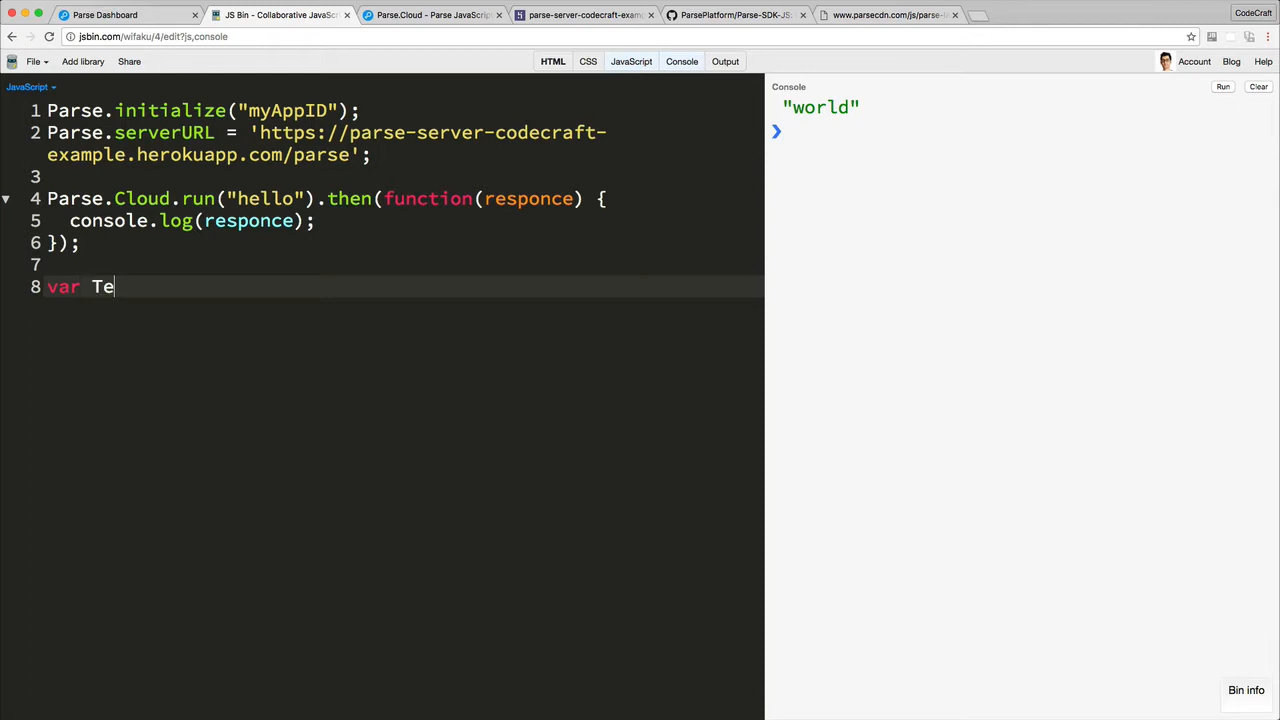 Parse Dashboard
JS Bin - Collaborative JavaScr
Parse.Cloud - Parse JavaScrip
parse-server-codecraft-examp
ParsePlatform/Parse-SDK-JS:
www.parsecdn.com/js/parse-l
CodeCraft
jsbin.com/wifaku/4/edit?js,console
File
Add library
Share
HTML
CSS
JavaScript
Console
Output
Account
Blog
Help
JavaScript
1 Parse.initialize("myAppID");
2 Parse.serverURL = 'https://parse-server-codecraft-
example.herokuapp.com/parse';
3
4 Parse.Cloud.run("hello").then(function(responce) {
5 console.log(responce);
6 });
7
8 var Te
Console
Run
Clear
"world"
Bin info